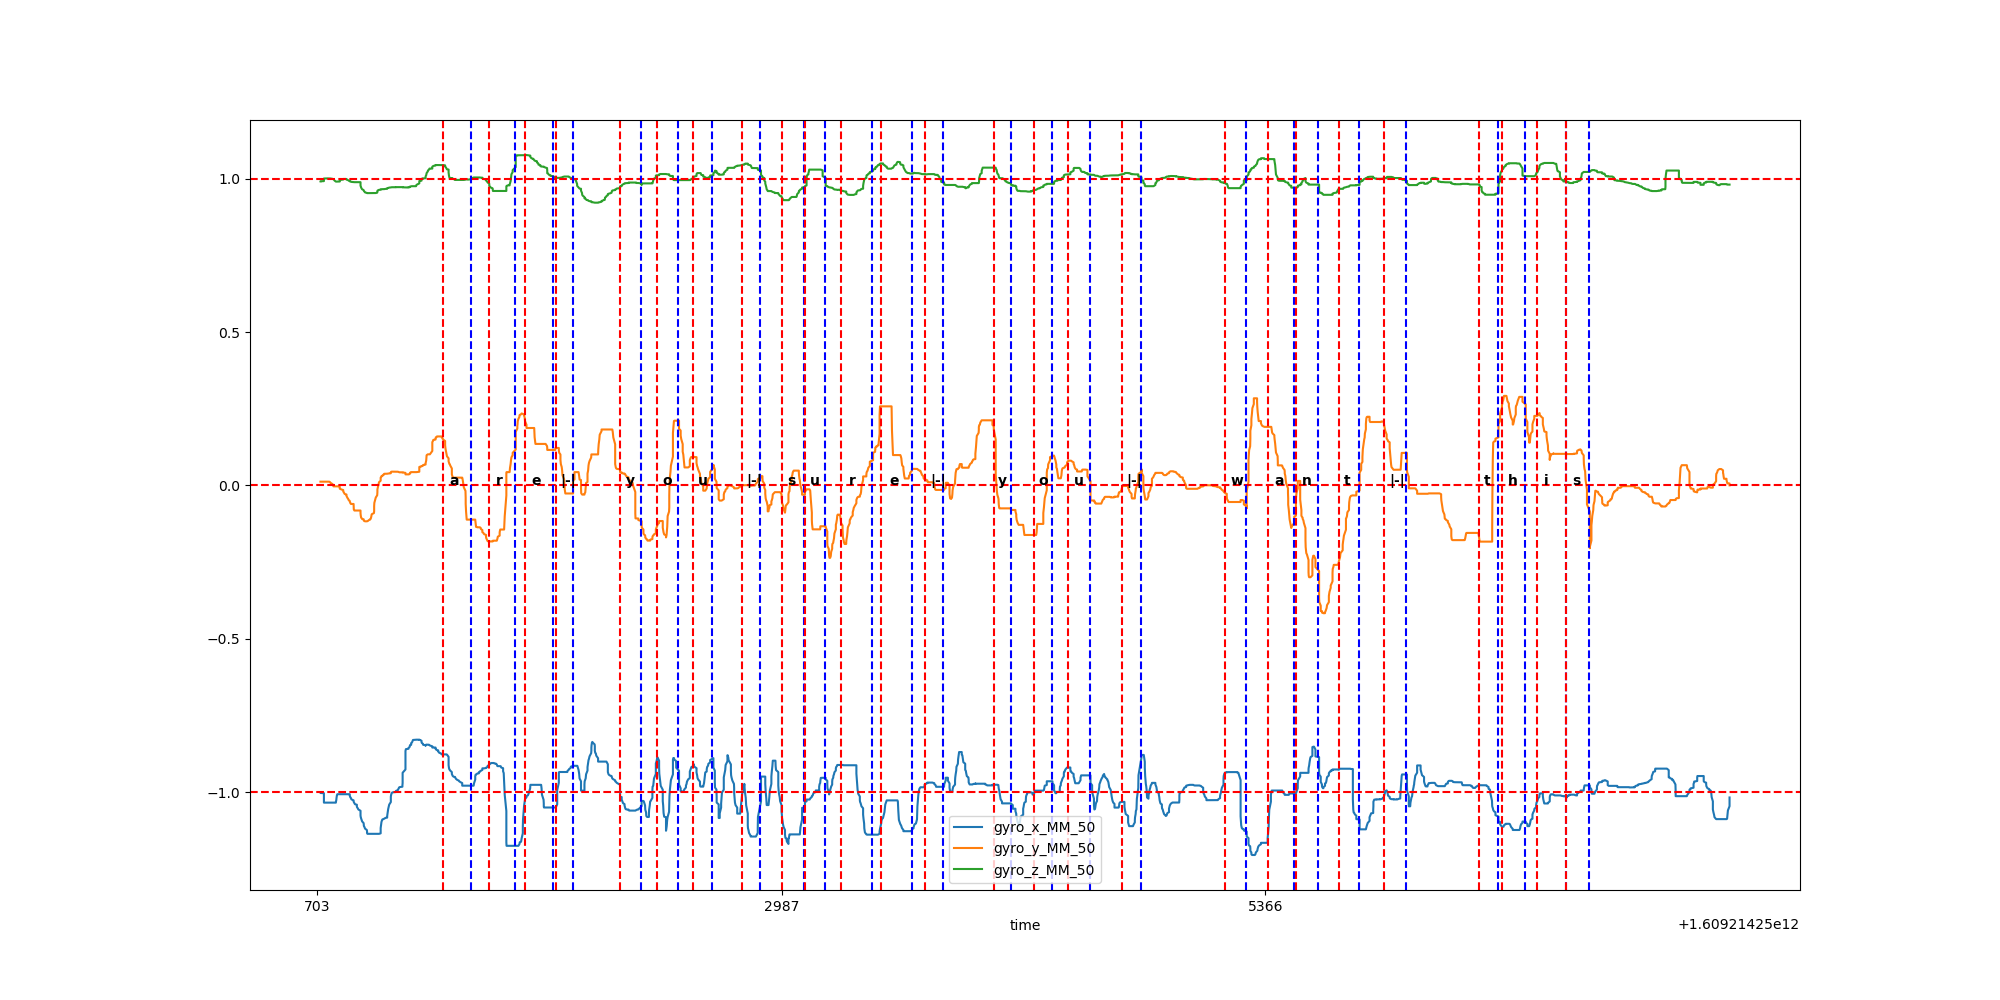 1.0
0.5
0.0
−0.5
−1.0
a r e |-| y o u |-| s u r e |-| y o u |-| w a n t |-| t h i s
gyro_x_MM_50
gyro_y_MM_50
gyro_z_MM_50
703 2987 5366
time
+1.60921425e12